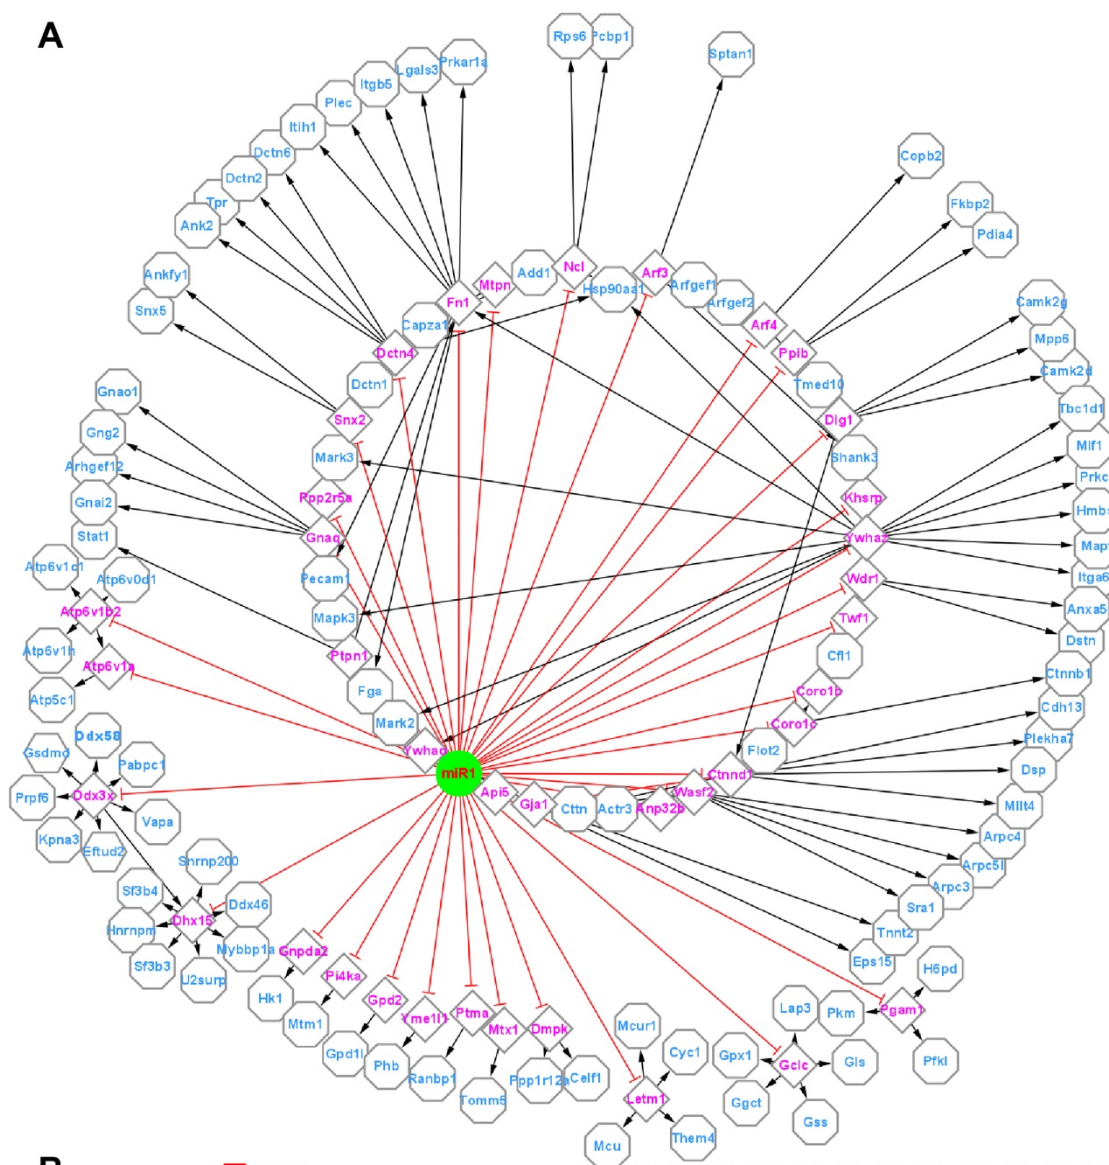 A
Rps6
Pcbp1
Sptan1
Prkar1a
Lgals3
Itgb5
Plec
Itih1
Dctn6
Dctn2
Tpr
Ank2
Ankfy1
Snx5
Copb2
Fkbp2
Pdia4
Ncl
Arf3
Add1
Mtpn
Fn1
Hsp90aa1
Arfgef1
Arfgef2
Arf4
Ppib
Capza1
Dctn4
Dctn1
Tmed10
Camk2g
Mpp6
Camk2d
Tbc1d1
Snx2
Dlg1
Gnao1
Gng2
Arhgef12
Gnai2
Stat1
Mark3
Shank3
Mlf1
Ppp2r5a
Khsrp
Gnaq
Ywhaz
Hmbs
Itga6
Pecam1
Wdr1
Mapk3
Twf1
Anxa5
Dstn
Atp6v1c1
Atp6v0d1
Atp6v1b2
Atp6v1h
Atp6v1a
Atp5c1
Ptpn1
Cfl1
Fga
Coro1b
Ctnnb1
Mark2
Coro1c
Cdh13
Ywhaq
Flot2
Plekha7
miR1
Ctnnd1
Dsp
Api5
Gja1
Cttn
Actr3
Anp32b
Wasf2
Mllt4
Arpc4
Arpc5l
Arpc3
Sra1
Tnnt2
Eps15
Ddx58
Gsdmd
Pabpc1
Prpf6
Ddx3x
Vapa
Kpna3
Eftud2
Snrnp200
Sf3b4
Ddx46
Dhx15
Hnrnpm
Mybbp1a
Sf3b3
U2surp
Gnpda2
Hk1
Pi4ka
Mtm1
Gpd2
Gpd1l
Yme1l1
Phb
Ptma
Ranbp1
Mtx1
Tomm5
Dmpk
Ppp1r12a
Celf1
Mcur1
Cyc1
Letm1
Mcu
Them4
Lap3
Gpx1
Gclc
Gls
Ggct
Gss
H6pd
Pkm
Pgam1
Pfkl